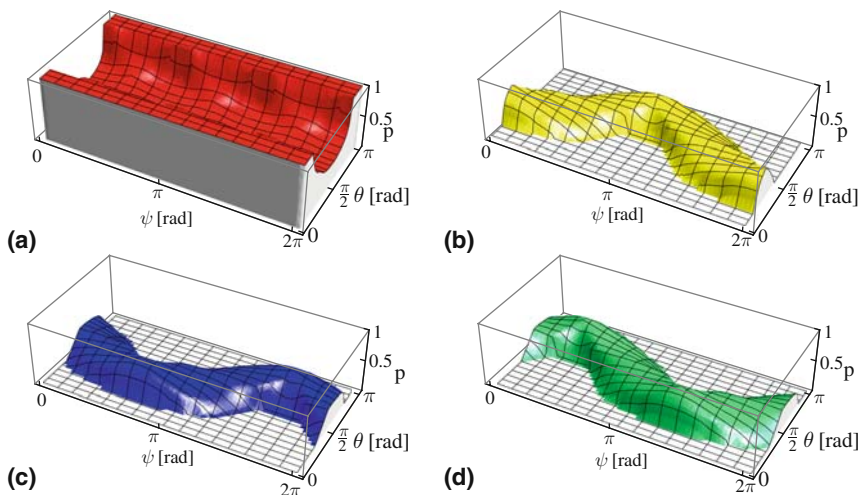 1
0.5
p
π
π/2 θ [rad]
0
0
π
ψ [rad]
2π
(a)
1
0.5
p
π
π/2 θ [rad]
0
0
π
ψ [rad]
2π
(b)
1
0.5
p
π
π/2 θ [rad]
0
0
π
ψ [rad]
2π
(c)
1
0.5
p
π
π/2 θ [rad]
0
0
π
ψ [rad]
2π
(d)